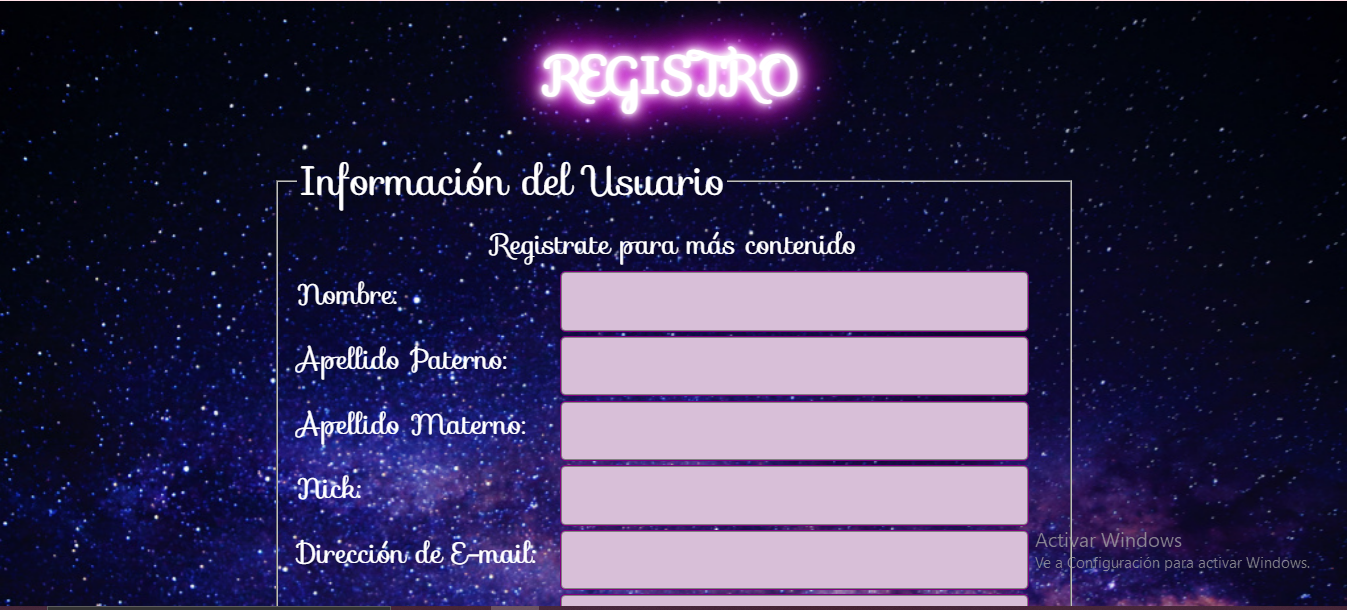 REGISTRO
Información del Usuario
Registrate para más contenido
Nombre:
Apellido Paterno:
Apellido Materno:
Nick:
Dirección de E-mail:
Activar Windows
Ve a Configuración para activar Windows.